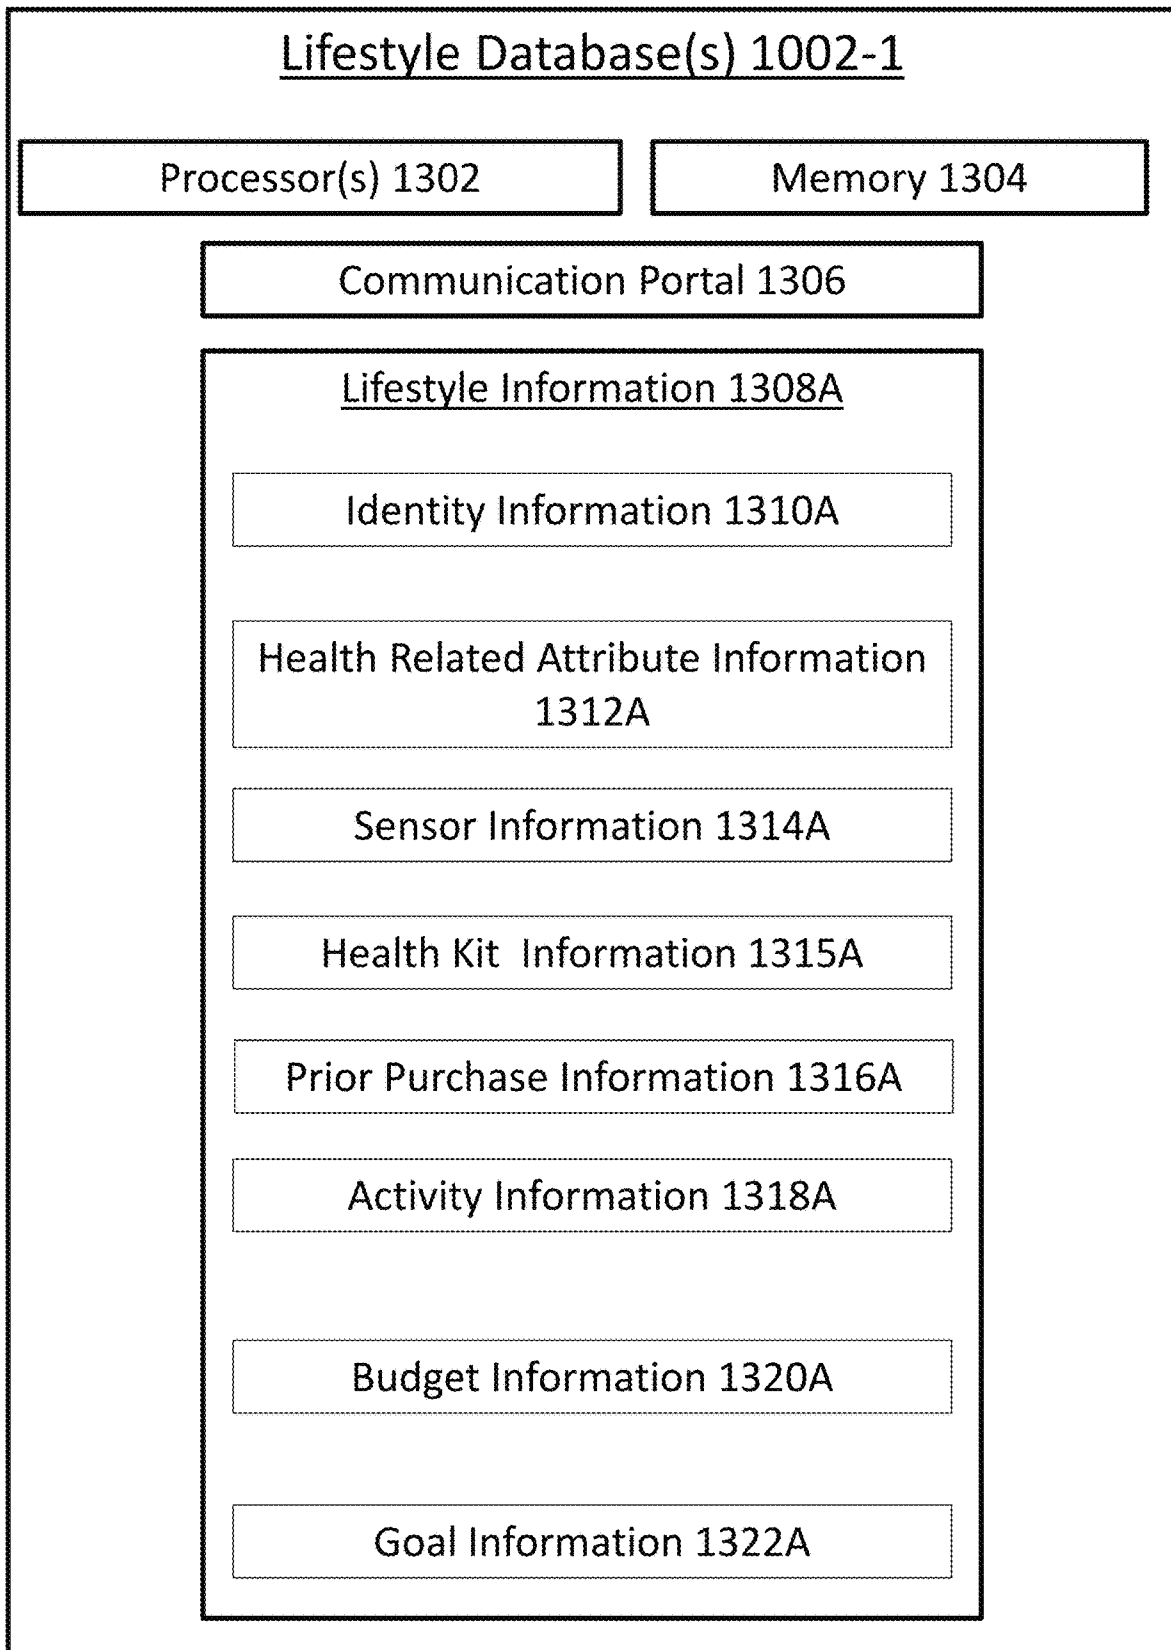 Lifestyle Database(s) 1002-1
Processor(s) 1302
Memory 1304
Communication Portal 1306
Lifestyle Information 1308A
Identity Information 1310A
Health Related Attribute Information
1312A
Sensor Information 1314A
Health Kit  Information 1315A
Prior Purchase Information 1316A
Activity Information 1318A
Budget Information 1320A
Goal Information 1322A